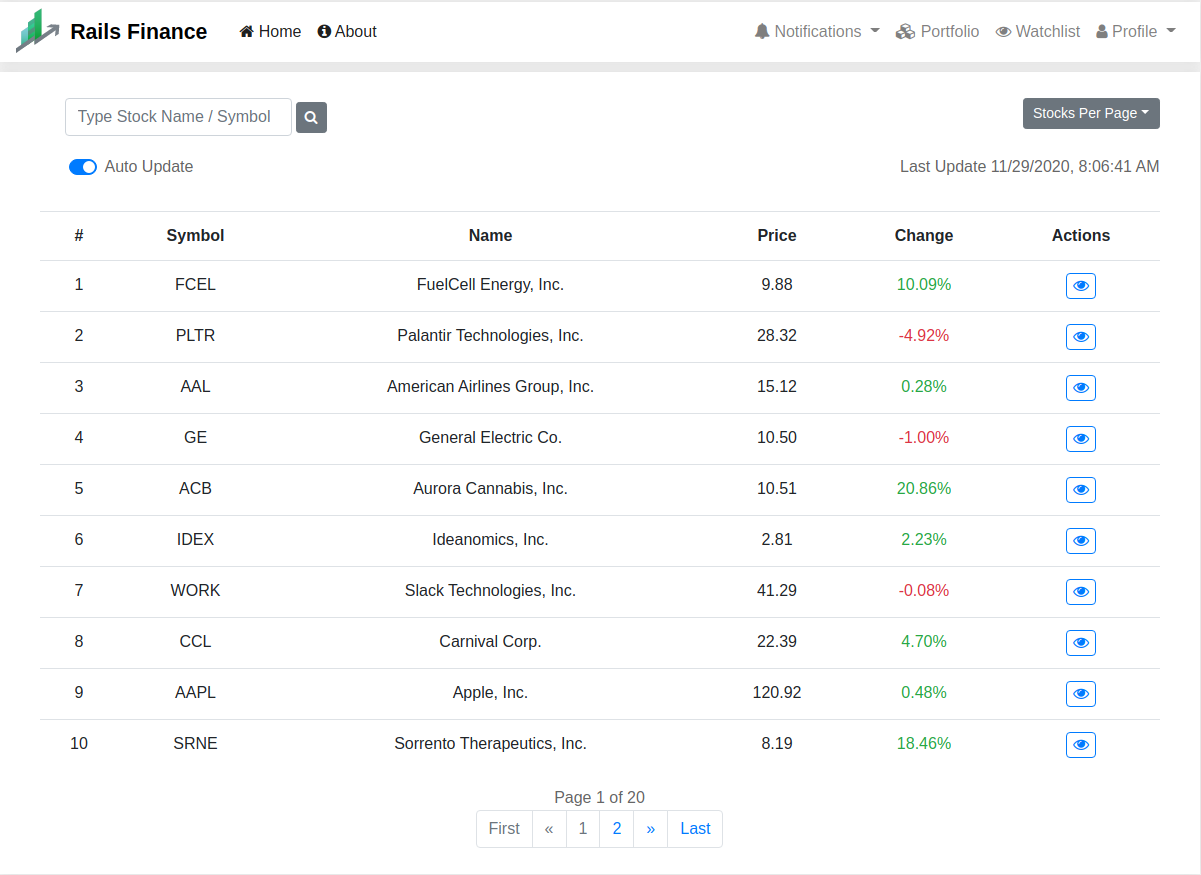 Rails Finance Home About Notifications Portfolio Watchlist Profile
Type Stock Name / Symbol Stocks Per Page
Auto Update Last Update 11/29/2020, 8:06:41 AM
# Symbol Name Price Change Actions
1 FCEL FuelCell Energy, Inc. 9.88 10.09%
2 PLTR Palantir Technologies, Inc. 28.32 -4.92%
3 AAL American Airlines Group, Inc. 15.12 0.28%
4 GE General Electric Co. 10.50 -1.00%
5 ACB Aurora Cannabis, Inc. 10.51 20.86%
6 IDEX Ideanomics, Inc. 2.81 2.23%
7 WORK Slack Technologies, Inc. 41.29 -0.08%
8 CCL Carnival Corp. 22.39 4.70%
9 AAPL Apple, Inc. 120.92 0.48%
10 SRNE Sorrento Therapeutics, Inc. 8.19 18.46%
Page 1 of 20
First « 1 2 » Last